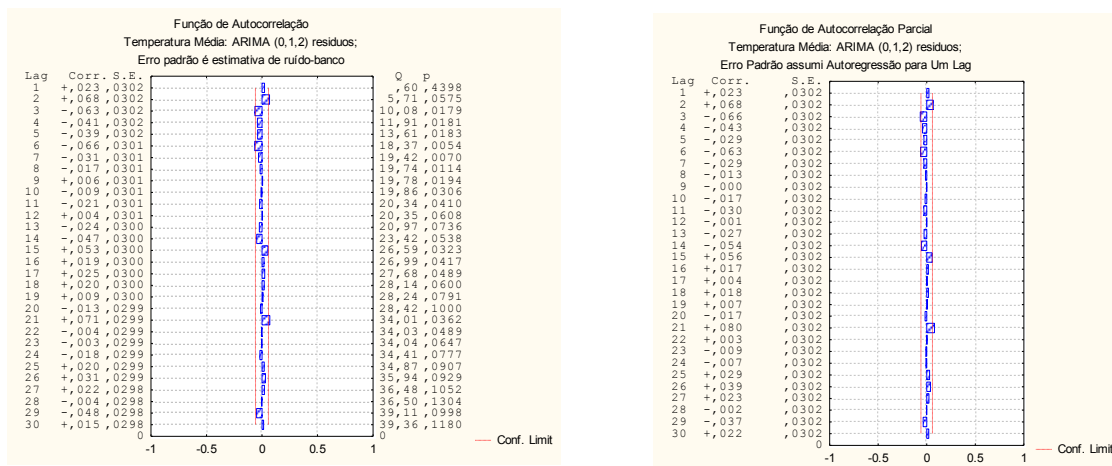 Função de Autocorrelação
Temperatura Média: ARIMA (0,1,2) residuos;
Erro padrão é estimativa de ruído-banco
Lag Corr. S.E. Q p
1 +,023 ,0302 ,60 ,4398
2 +,068 ,0302 5,71 ,0575
3 -,063 ,0302 10,08 ,0179
4 -,041 ,0302 11,91 ,0181
5 -,039 ,0302 13,61 ,0183
6 -,066 ,0301 18,37 ,0054
7 -,031 ,0301 19,42 ,0070
8 -,017 ,0301 19,74 ,0114
9 +,006 ,0301 19,78 ,0194
10 -,009 ,0301 19,86 ,0306
11 -,021 ,0301 20,34 ,0410
12 +,004 ,0301 20,35 ,0608
13 -,024 ,0300 20,97 ,0736
14 -,047 ,0300 23,42 ,0538
15 +,053 ,0300 26,59 ,0323
16 +,019 ,0300 26,99 ,0417
17 +,025 ,0300 27,68 ,0489
18 +,020 ,0300 28,14 ,0600
19 +,009 ,0300 28,24 ,0791
20 -,013 ,0299 28,42 ,1000
21 +,071 ,0299 34,01 ,0362
22 -,004 ,0299 34,03 ,0489
23 -,003 ,0299 34,04 ,0647
24 -,018 ,0299 34,41 ,0777
25 +,020 ,0299 34,87 ,0907
26 +,031 ,0299 35,94 ,0929
27 +,022 ,0298 36,48 ,1052
28 -,004 ,0298 36,50 ,1304
29 -,048 ,0298 39,11 ,0998
30 +,015 ,0298 39,36 ,1180
0 0
-1 -0.5 0 0.5 1
Conf. Limit
Função de Autocorrelação Parcial
Temperatura Média: ARIMA (0,1,2) residuos;
Erro Padrão assumi Autoregressão para Um Lag
Lag Corr. S.E.
1 +,023 ,0302
2 +,068 ,0302
3 -,066 ,0302
4 -,043 ,0302
5 -,029 ,0302
6 -,063 ,0302
7 -,029 ,0302
8 -,013 ,0302
9 -,000 ,0302
10 -,017 ,0302
11 -,030 ,0302
12 -,001 ,0302
13 -,027 ,0302
14 -,054 ,0302
15 +,056 ,0302
16 +,017 ,0302
17 +,004 ,0302
18 +,018 ,0302
19 +,007 ,0302
20 -,017 ,0302
21 +,080 ,0302
22 +,003 ,0302
23 -,009 ,0302
24 -,007 ,0302
25 +,029 ,0302
26 +,039 ,0302
27 +,023 ,0302
28 -,002 ,0302
29 -,037 ,0302
30 +,022 ,0302
0
-1 -0.5 0 0.5 1
Conf. Limit